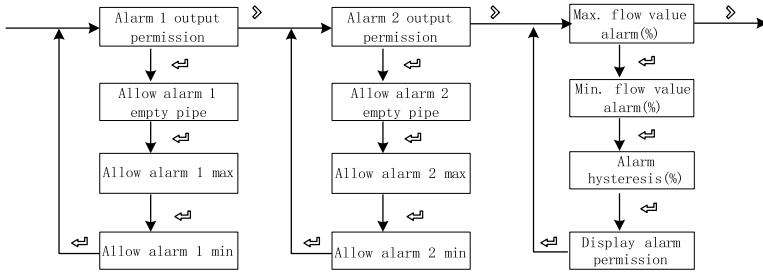 Alarm 1 output
permission
Allow alarm 1
empty pipe
Allow alarm 1 max
Allow alarm 1 min
Alarm 2 output
permission
Allow alarm 2
empty pipe
Allow alarm 2 max
Allow alarm 2 min
Max. flow value
alarm(%)
Min. flow value
alarm(%)
Alarm
hysteresis(%)
Display alarm
permission